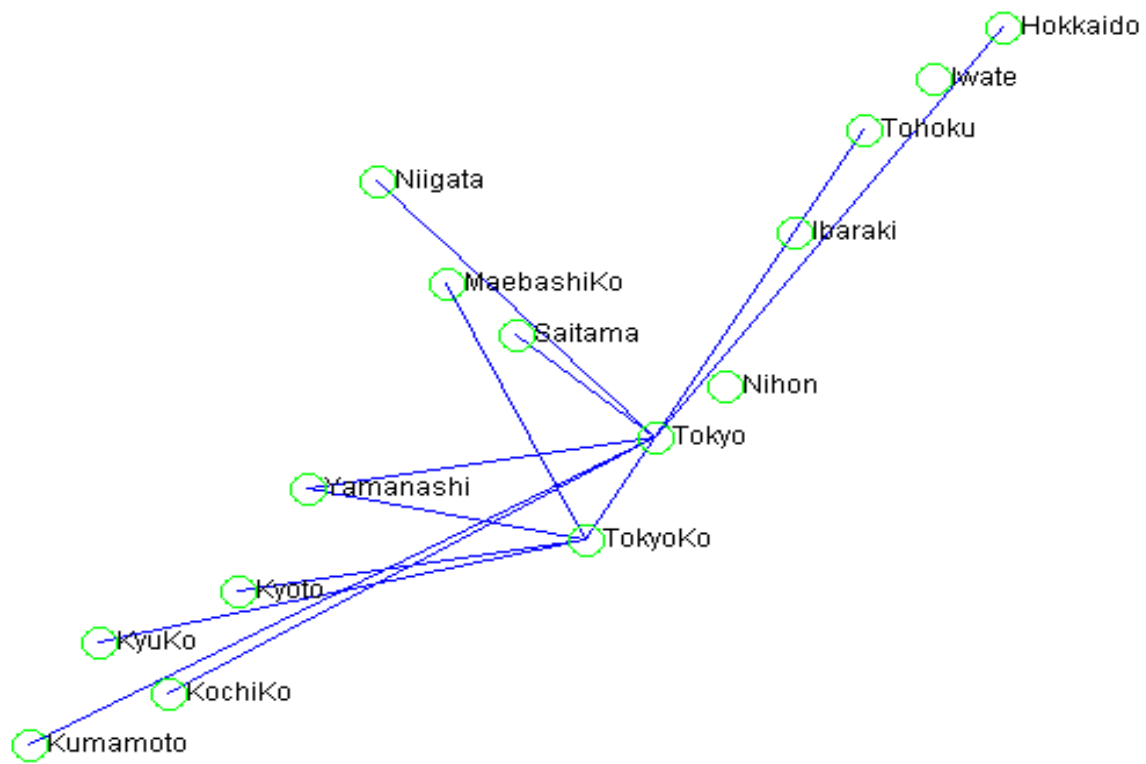 Hokkaido
Iwate
Tohoku
Niigata
Ibaraki
MaebashiKo
Saitama
Nihon
Tokyo
Yamanashi
TokyoKo
Kyoto
KyuKo
KochiKo
Kumamoto